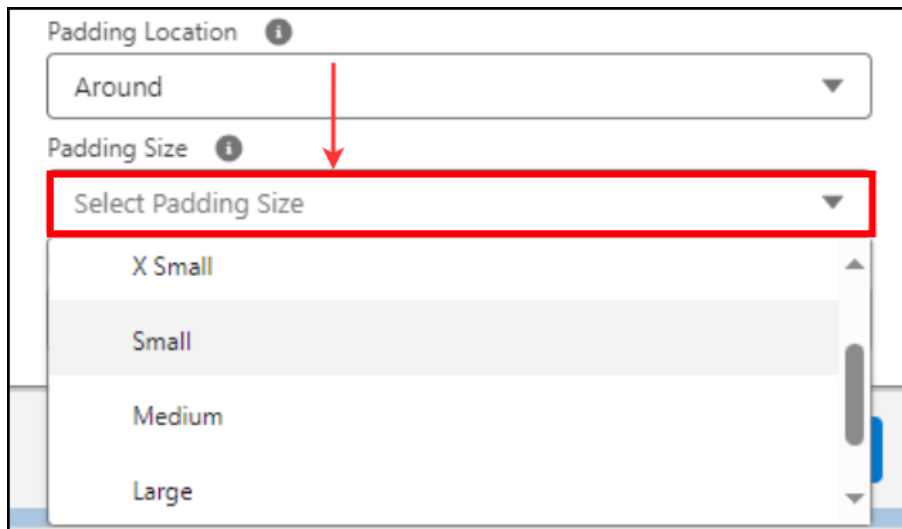 Padding Location
Around
Padding Size
Select Padding Size
X Small
Small
Medium
Large